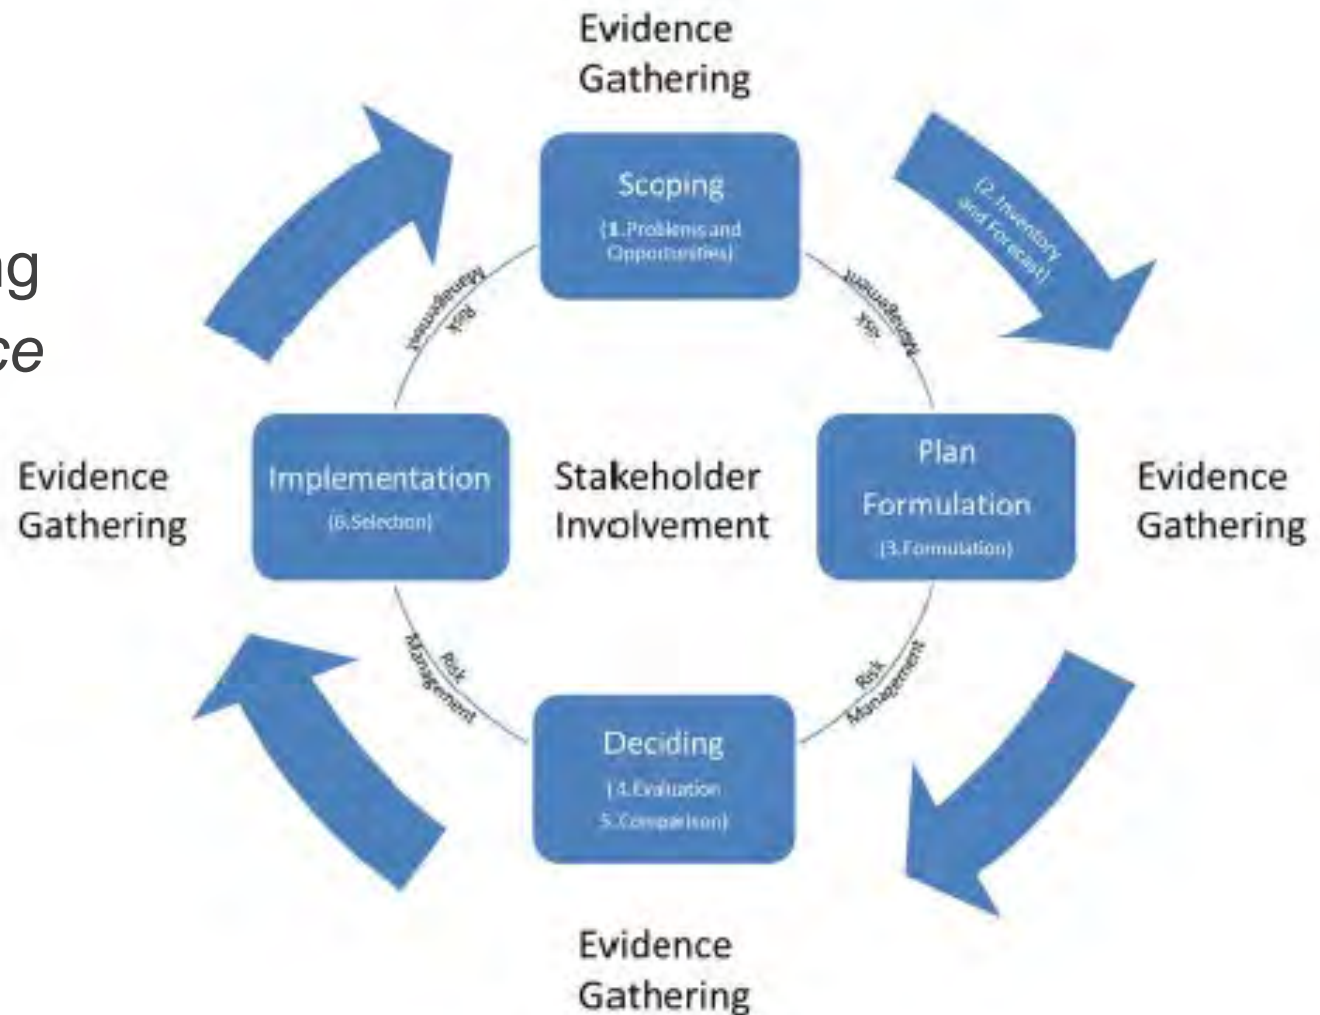 Evidence
Gathering
Scoping
(1.Problems and
Opportunities)
(2.Inventory
and Forecast)
ng
ce
Risk
Management
Risk
Management
Evidence
Gathering
Implementation
(6.Selection)
Stakeholder
Involvement
Plan
Formulation
(3.Formulation)
Evidence
Gathering
Risk
Management
Risk
Management
Deciding
(4.Evaluation
5.Comparison)
Evidence
Gathering